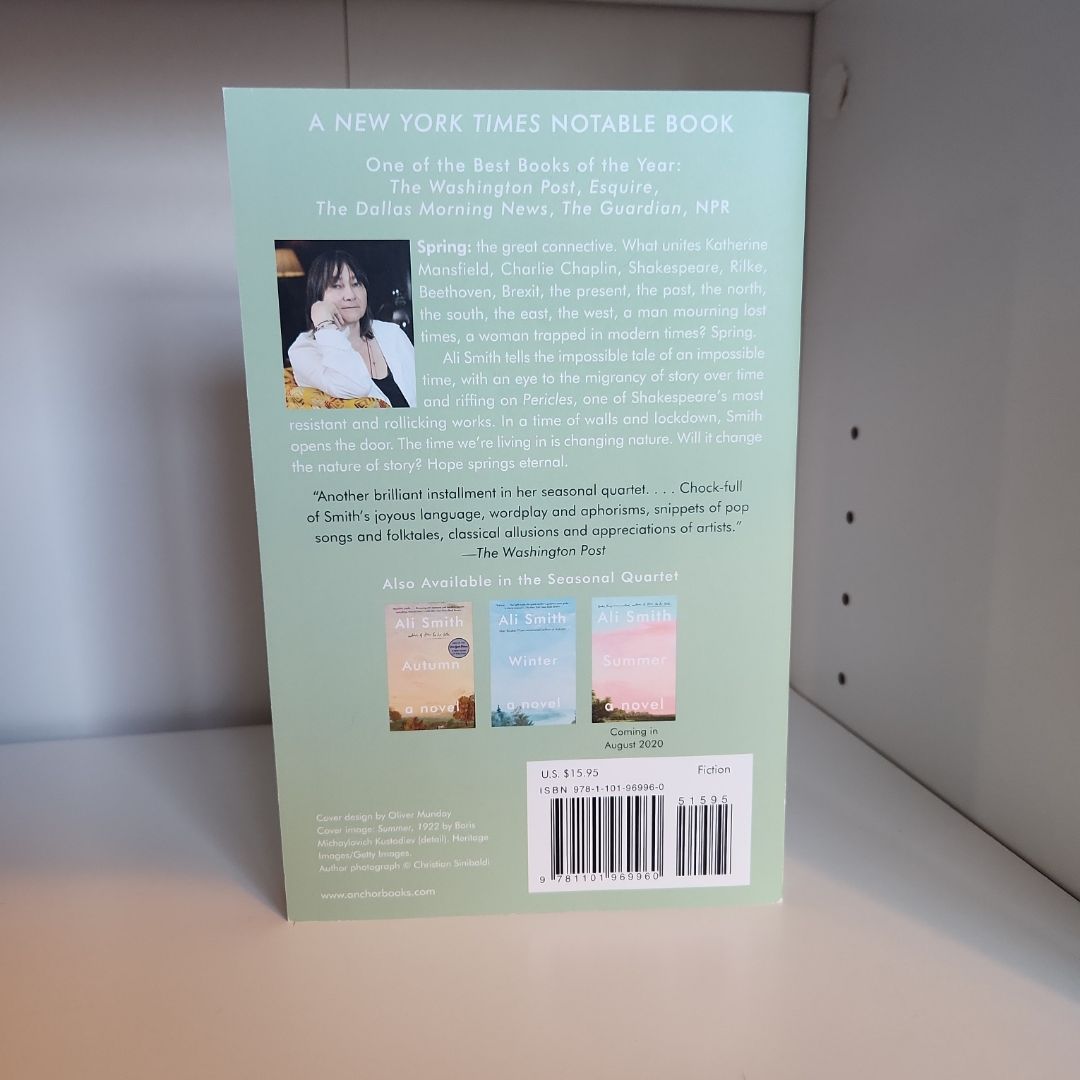 A NEW YORK TIMES NOTABLE BOOK
One of the Best Books of the Year:
The Washington Post, Esquire,
The Dallas Morning News, The Guardian, NPR
Spring: the great connective. What unites Katherine
Mansfield, Charlie Chaplin, Shakespeare, Rilke,
Beethoven, Brexit, the present, the past, the north,
the south, the east, the west, a man mourning lost
times, a woman trapped in modern times? Spring.
Ali Smith tells the impossible tale of an impossible
time, with an eye to the migrancy of story over time
and riffing on Pericles, one of Shakespeare's most
resistant and rollicking works. In a time of walls and lockdown, Smith
opens the door. The time we're living in is changing nature. Will it change
the nature of story? Hope springs eternal.
"Another brilliant installment in her seasonal quartet. . . . Chock-full
of Smith's joyous language, wordplay and aphorisms, snippets of pop
songs and folktales, classical allusions and appreciations of artists."
—The Washington Post
Also Available in the Seasonal Quartet
Ali Smith
Autumn
a novel
Ali Smith
Winter
a novel
Ali Smith
Summer
a novel
Coming in
August 2020
U.S. $15.95 Fiction
ISBN 978-1-101-96996-0
51595
9 781101 969960
Cover design by Oliver Munday
Cover image: Summer, 1922 by Boris
Michaylovich Kustodiev (detail). Heritage
Images/Getty Images.
Author photograph © Christian Sinibaldi
www.anchorbooks.com